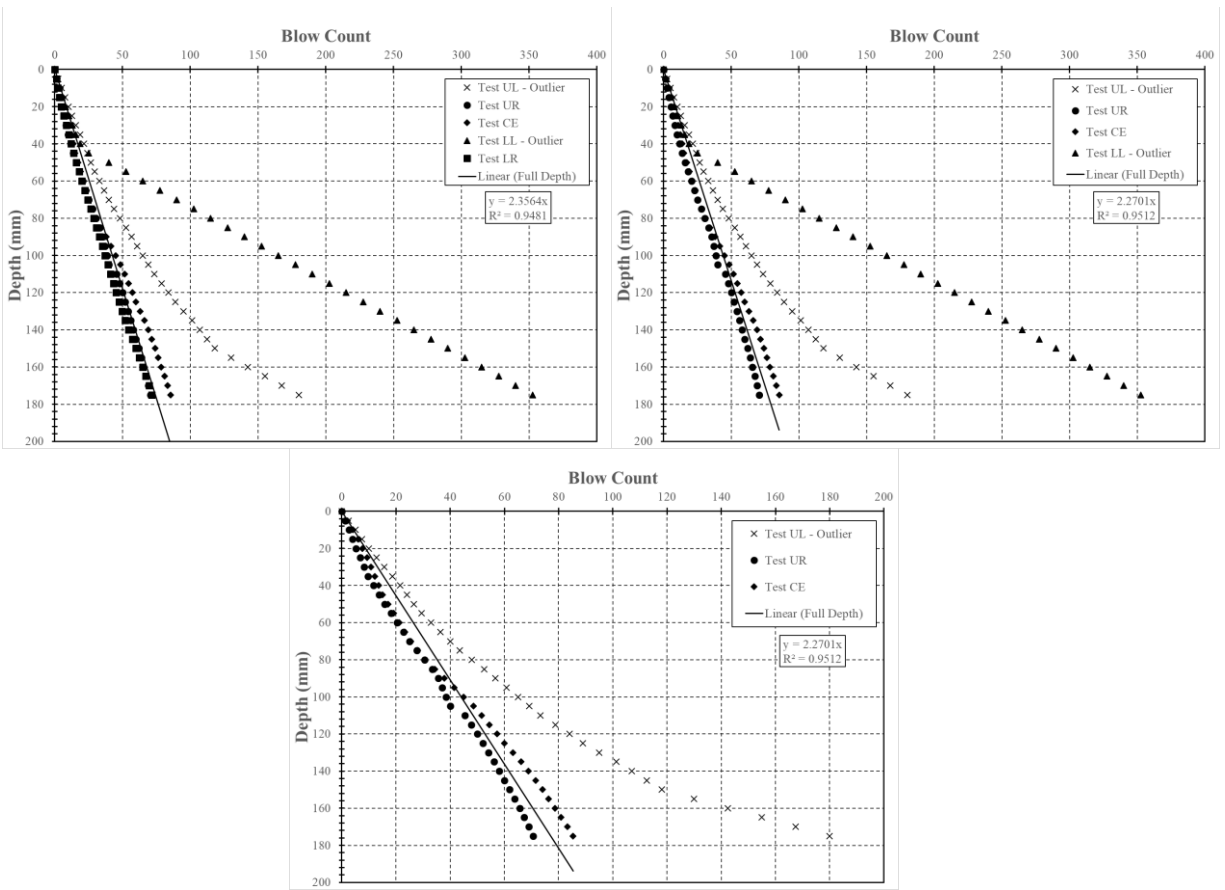 Blow Count
0 50 100 150 200 250 300 350 400
0
20
40
60
80
100
120
140
160
180
200
Depth (mm)
Test UL - Outlier
Test UR
Test CE
Test LL - Outlier
Test LR
Linear (Full Depth)
y = 2.3564x
R² = 0.9481
Blow Count
0 50 100 150 200 250 300 350 400
0
20
40
60
80
100
120
140
160
180
200
Depth (mm)
Test UL - Outlier
Test UR
Test CE
Test LL - Outlier
Linear (Full Depth)
y = 2.2701x
R² = 0.9512
Blow Count
0 20 40 60 80 100 120 140 160 180 200
0
20
40
60
80
100
120
140
160
180
200
Depth (mm)
Test UL - Outlier
Test UR
Test CE
Linear (Full Depth)
y = 2.2701x
R² = 0.9512